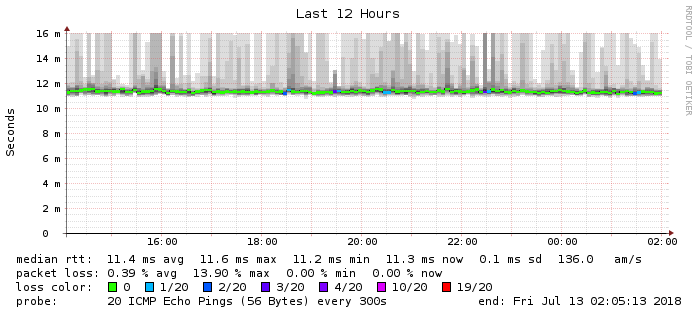 Last 12 Hours
RRDTOOL / TOBI OETIKER
Seconds
16 m
14 m
12 m
10 m
8 m
6 m
4 m
2 m
0
16:00 18:00 20:00 22:00 00:00 02:00
median rtt: 11.4 ms avg 11.6 ms max 11.2 ms min 11.3 ms now 0.1 ms sd 136.0 am/s
packet loss: 0.39 % avg 13.90 % max 0.00 % min 0.00 % now
loss color: 0 1/20 2/20 3/20 4/20 10/20 19/20
probe: 20 ICMP Echo Pings (56 Bytes) every 300s end: Fri Jul 13 02:05:13 2018